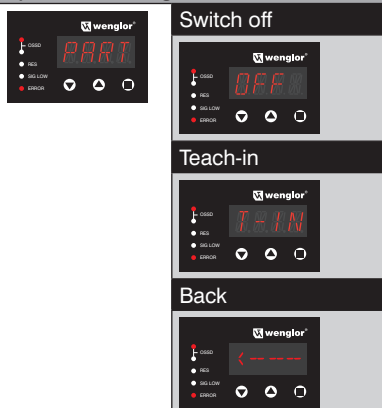 wenglor®
PART
OSSD
RES
SIG LOW
ERROR
Switch off
wenglor®
OFF
OSSD
RES
SIG LOW
ERROR
Teach-in
wenglor®
T-IN
OSSD
RES
SIG LOW
ERROR
Back
wenglor®
<-----
OSSD
RES
SIG LOW
ERROR